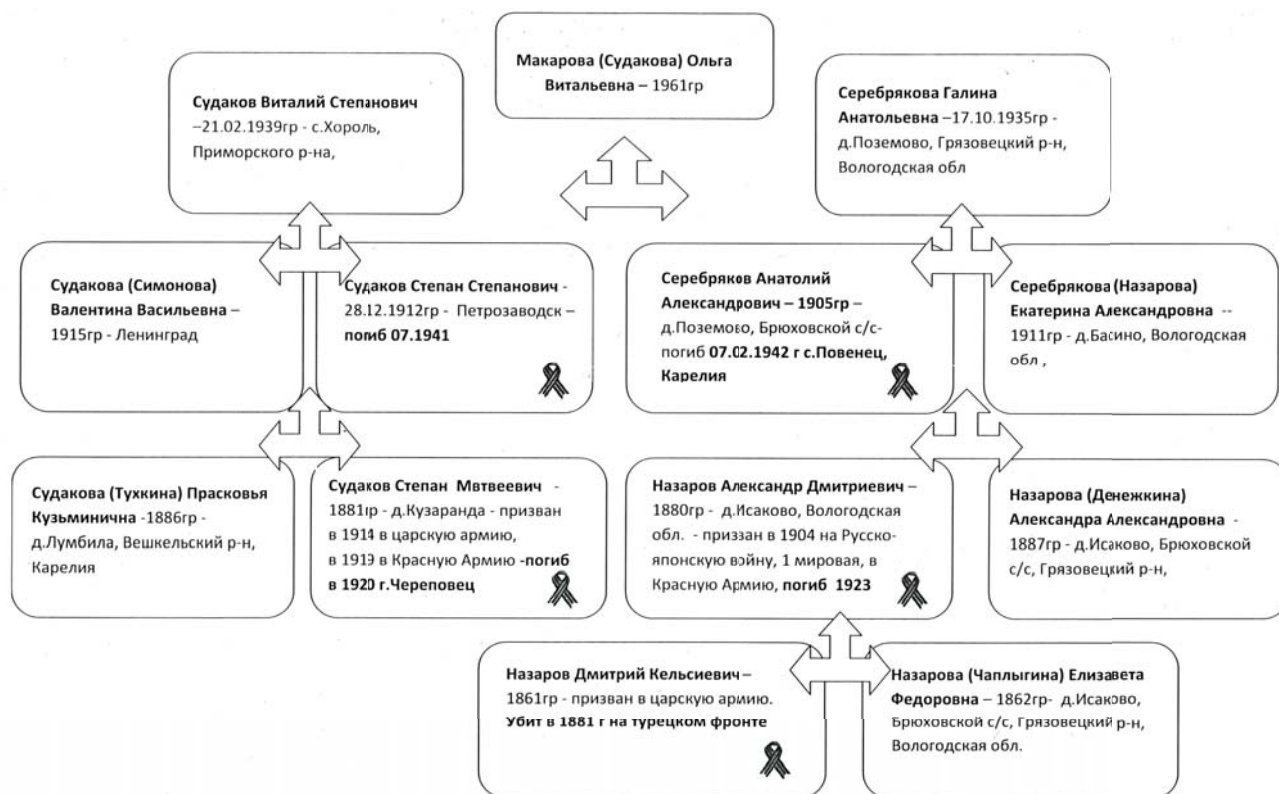 Макарова (Судакова) Ольга
Витальевна – 1961гр
Судаков Виталий Степанович
–21.02.1939гр - с.Хороль,
Приморского р-на,
Серебрякова Галина
Анатольевна –17.10.1935гр -
д.Поземово, Грязовецкий р-н,
Вологодская обл
Судакова (Симонова)
Валентина Васильевна –
1915гр - Ленинград
Судаков Степан Степанович -
28.12.1912гр - Петрозаводск –
погиб 07.1941
Серебряков Анатолий
Александрович – 1905гр –
д.Поземово, Брюховской с/с-
погиб 07.02.1942 г с.Повенец,
Карелия
Серебрякова (Назарова)
Екатерина Александровна --
1911гр - д.Басино, Вологодская
обл ,
Судакова (Тухкина) Прасковья
Кузьминична -1886гр -
д.Лумбила, Вешкельский р-н,
Карелия
Судаков Степан Мвтвеевич -
1881гр - д.Кузаранда - призван
в 1914 в царскую армию,
в 1919 в Красную Армию -погиб
в 1920 г.Череповец
Назаров Александр Дмитриевич –
1880гр - д.Исаково, Вологодская
обл. - призван в 1904 на Русско-
японскую войну, 1 мировая, в
Красную Армию, погиб 1923
Назарова (Денежкина)
Александра Александровна -
1887гр - д.Исаково, Брюховской
с/с, Грязовецкий р-н,
Назаров Дмитрий Кельсиевич –
1861гр - призван в царскую армию.
Убит в 1881 г на турецком фронте
Назарова (Чаплыгина) Елизавета
Федоровна – 1862гр- д.Исаково,
Брюховской с/с, Грязовецкий р-н,
Вологодская обл.